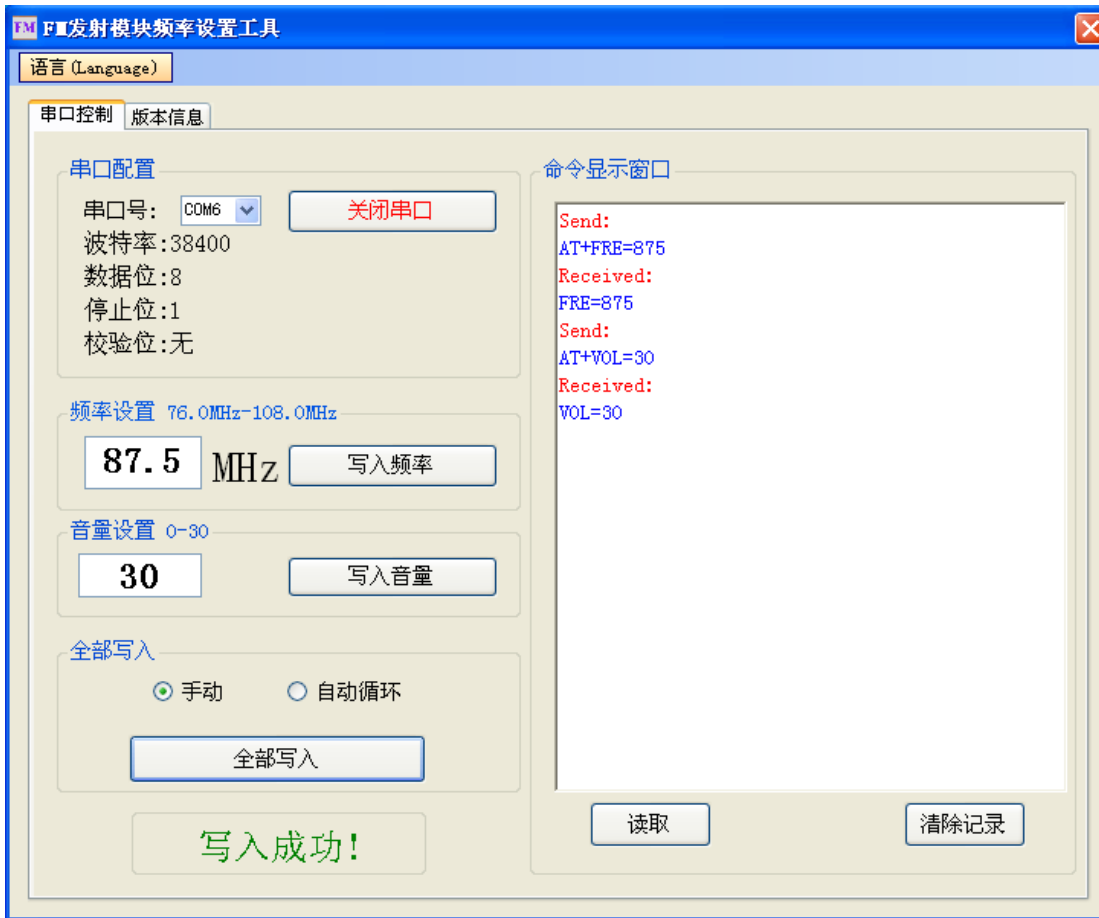 FM发射模块频率设置工具
语言(Language)
串口控制 版本信息
串口配置
串口号: COM6 关闭串口
波特率:38400
数据位:8
停止位:1
校验位:无
频率设置 76.0MHz-108.0MHz
87.5 MHz 写入频率
音量设置 0-30
30 写入音量
全部写入
手动 自动循环
全部写入
写入成功!
命令显示窗口
Send:
AT+FRE=875
Received:
FRE=875
Send:
AT+VOL=30
Received:
VOL=30
读取 清除记录